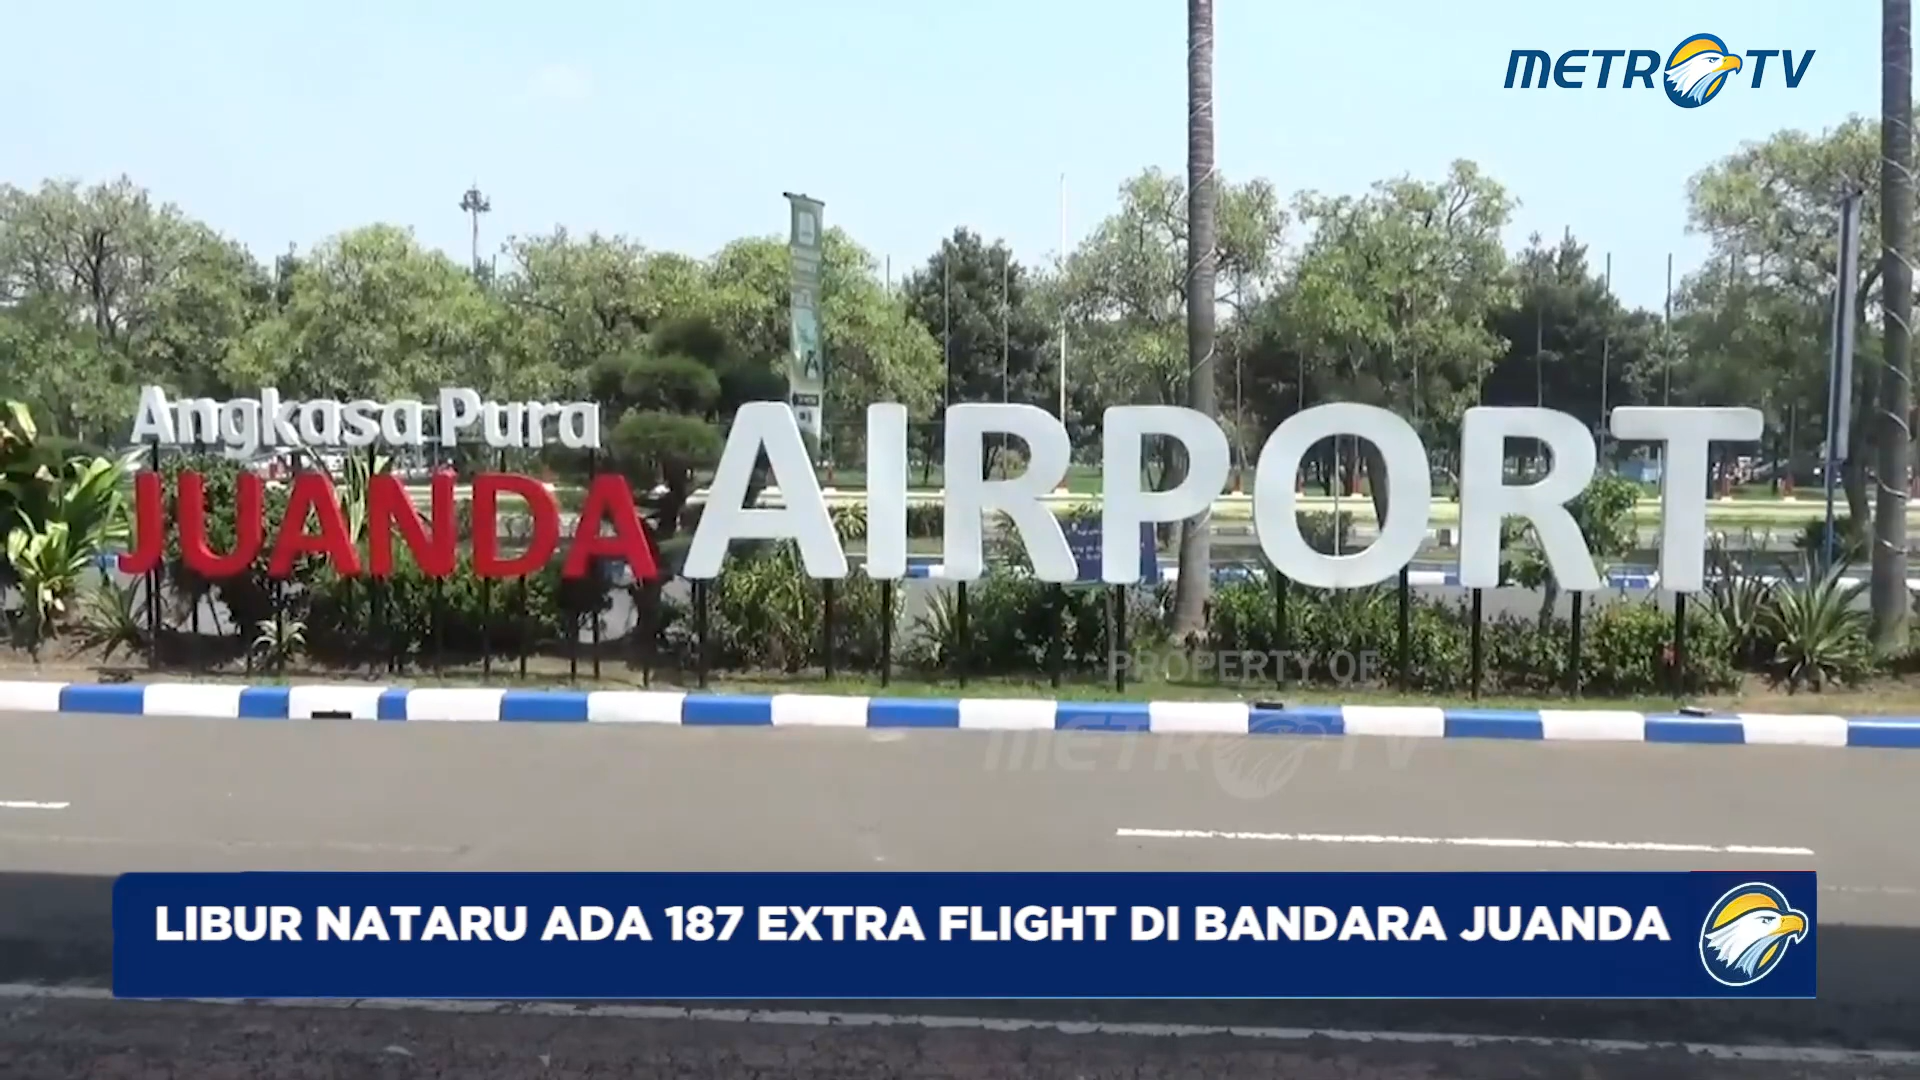 METRO TV
Angkasa Pura
JUANDA AIRPORT
PROPERTY OF
METRO TV
LIBUR NATARU ADA 187 EXTRA FLIGHT DI BANDARA JUANDA